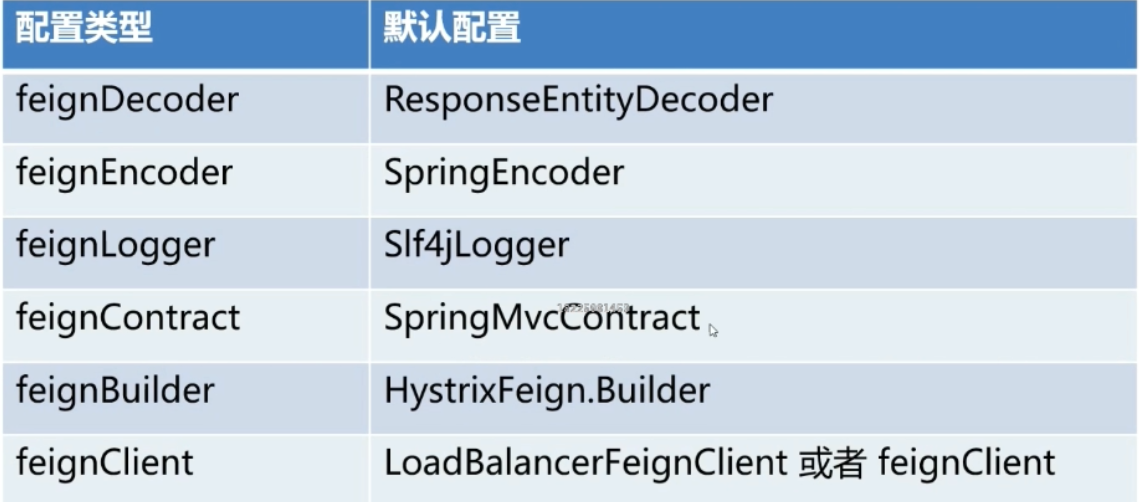 配置类型 默认配置
feignDecoder ResponseEntityDecoder
feignEncoder SpringEncoder
feignLogger Slf4jLogger
feignContract SpringMvcContract
feignBuilder HystrixFeign.Builder
feignClient LoadBalancerFeignClient 或者 feignClient